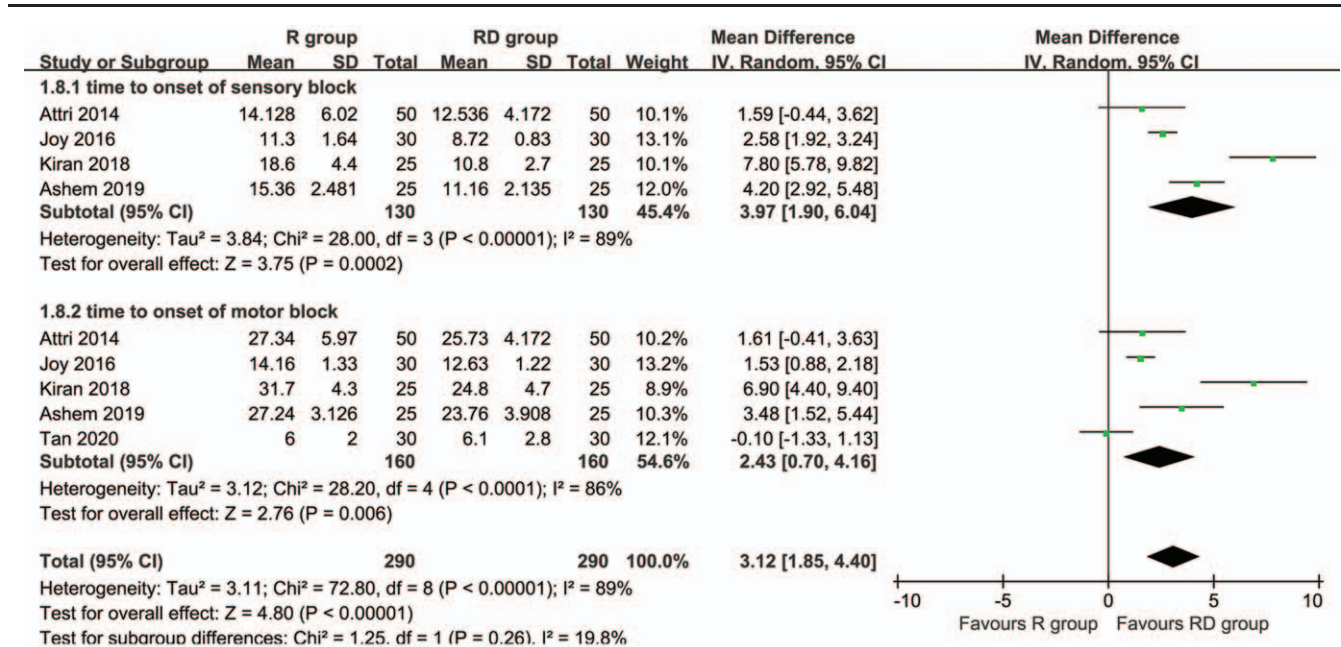 R group RD group Mean Difference Mean Difference
Study or Subgroup Mean SD Total Mean SD Total Weight IV, Random, 95% CI IV, Random, 95% CI
1.8.1 time to onset of sensory block
Attri 2014 14.128 6.02 50 12.536 4.172 50 10.1% 1.59 [-0.44, 3.62]
Joy 2016 11.3 1.64 30 8.72 0.83 30 13.1% 2.58 [1.92, 3.24]
Kiran 2018 18.6 4.4 25 10.8 2.7 25 10.1% 7.80 [5.78, 9.82]
Ashem 2019 15.36 2.481 25 11.16 2.135 25 12.0% 4.20 [2.92, 5.48]
Subtotal (95% CI) 130 130 45.4% 3.97 [1.90, 6.04]
Heterogeneity: Tau² = 3.84; Chi² = 28.00, df = 3 (P < 0.00001); I² = 89%
Test for overall effect: Z = 3.75 (P = 0.0002)
1.8.2 time to onset of motor block
Attri 2014 27.34 5.97 50 25.73 4.172 50 10.2% 1.61 [-0.41, 3.63]
Joy 2016 14.16 1.33 30 12.63 1.22 30 13.2% 1.53 [0.88, 2.18]
Kiran 2018 31.7 4.3 25 24.8 4.7 25 8.9% 6.90 [4.40, 9.40]
Ashem 2019 27.24 3.126 25 23.76 3.908 25 10.3% 3.48 [1.52, 5.44]
Tan 2020 6 2 30 6.1 2.8 30 12.1% -0.10 [-1.33, 1.13]
Subtotal (95% CI) 160 160 54.6% 2.43 [0.70, 4.16]
Heterogeneity: Tau² = 3.12; Chi² = 28.20, df = 4 (P < 0.0001); I² = 86%
Test for overall effect: Z = 2.76 (P = 0.006)
Total (95% CI) 290 290 100.0% 3.12 [1.85, 4.40]
Heterogeneity: Tau² = 3.11; Chi² = 72.80, df = 8 (P < 0.00001); I² = 89%
-10 -5 0 5 10
Test for overall effect: Z = 4.80 (P < 0.00001)
Favours R group Favours RD group
Test for subgroup differences: Chi² = 1.25, df = 1 (P = 0.26), I² = 19.8%